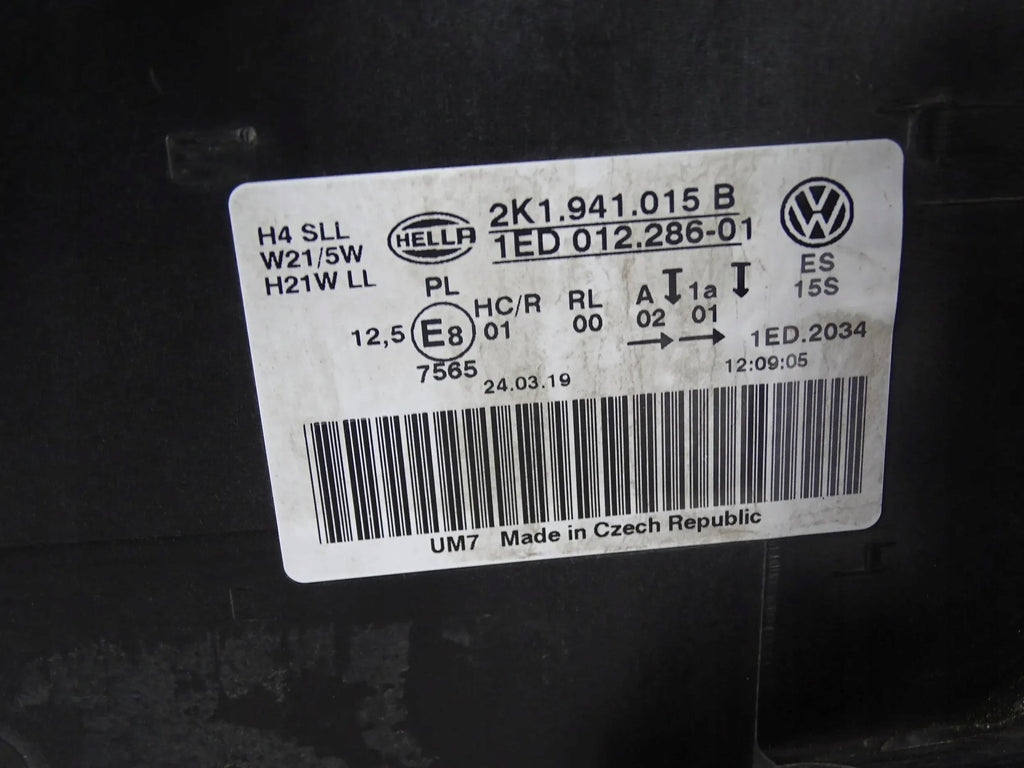 H4 SLL
W21/5W
H21W LL
HELLA
2K1.941.015 B
1ED 012.286-01
VW
ES
15S
PL
HC/R RL A 1a
12,5 E8 01 00 02 01
7565
1ED.2034
24.03.19
12:09:05
UM7 Made in Czech Republic